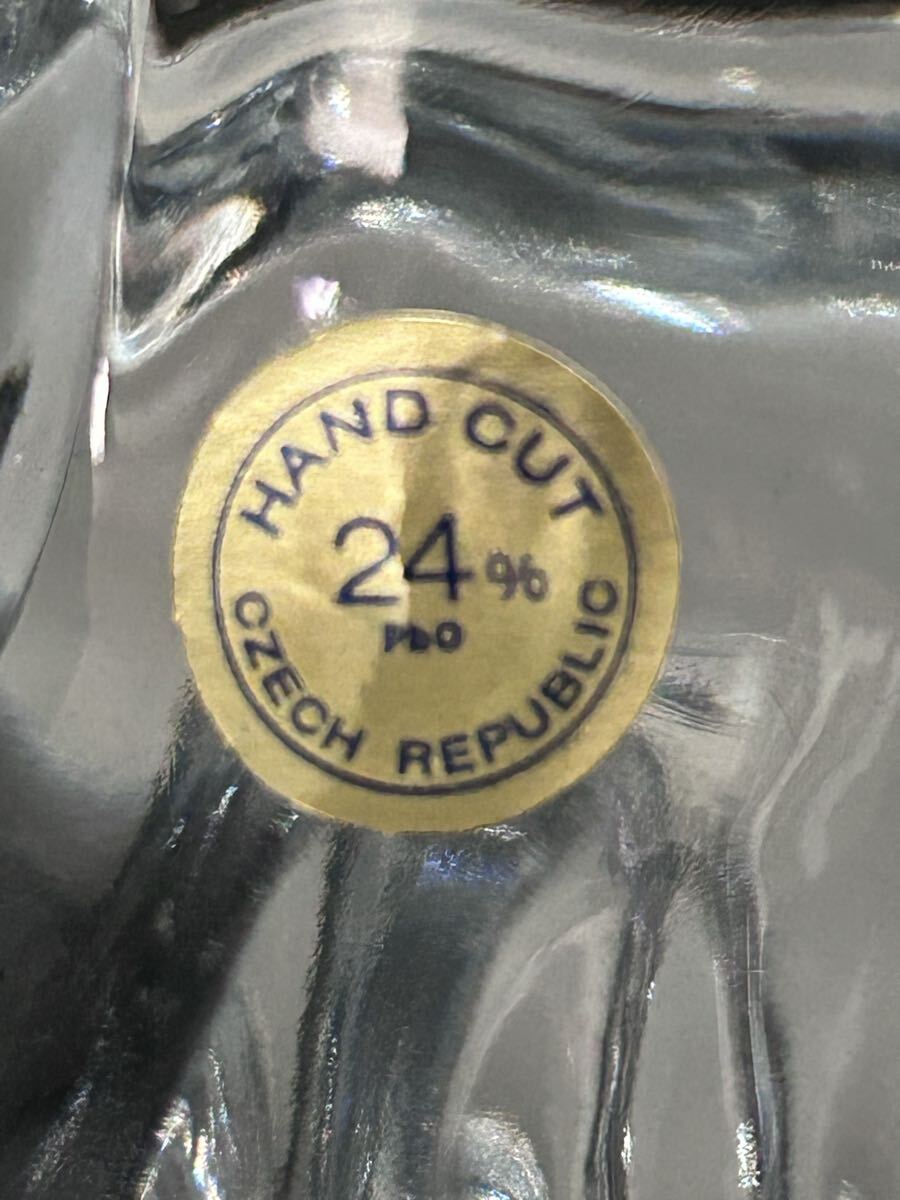 HAND CUT
24%
PbO
CZECH REPUBLIC